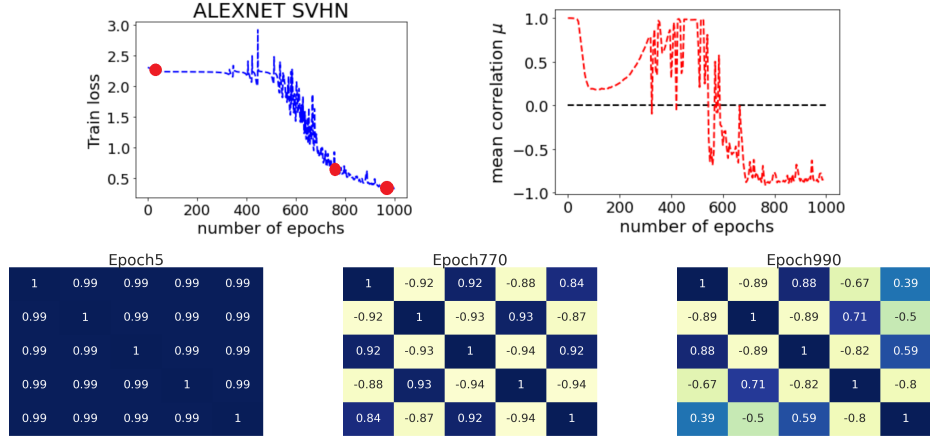 ALEXNET SVHN
3.0
2.5
2.0
1.5
1.0
0.5
Train loss
0 200 400 600 800 1000
number of epochs
1.0
0.5
0.0
−0.5
−1.0
mean correlation μ
0 200 400 600 800 1000
number of epochs
Epoch5
1 0.99 0.99 0.99 0.99
0.99 1 0.99 0.99 0.99
0.99 0.99 1 0.99 0.99
0.99 0.99 0.99 1 0.99
0.99 0.99 0.99 0.99 1
Epoch770
1 -0.92 0.92 -0.88 0.84
-0.92 1 -0.93 0.93 -0.87
0.92 -0.93 1 -0.94 0.92
-0.88 0.93 -0.94 1 -0.94
0.84 -0.87 0.92 -0.94 1
Epoch990
1 -0.89 0.88 -0.67 0.39
-0.89 1 -0.89 0.71 -0.5
0.88 -0.89 1 -0.82 0.59
-0.67 0.71 -0.82 1 -0.8
0.39 -0.5 0.59 -0.8 1